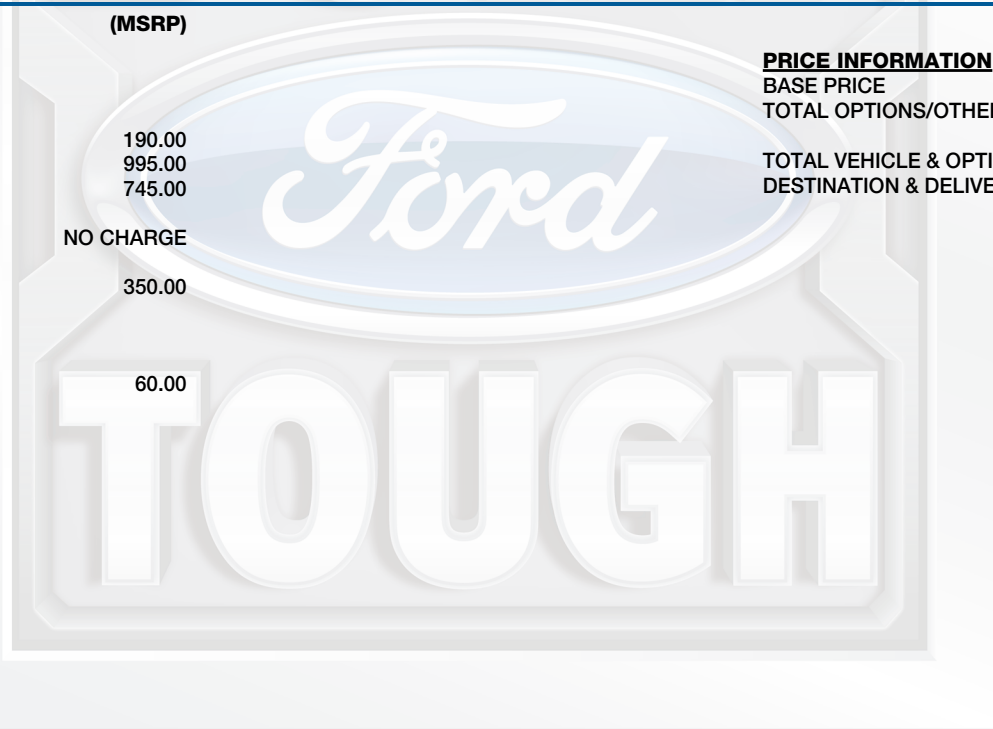 (MSRP)
190.00
995.00
745.00
NO CHARGE
350.00
60.00
PRICE INFORMATION
BASE PRICE
TOTAL OPTIONS/OTHER
TOTAL VEHICLE & OPTI
DESTINATION & DELIVE
Ford
TOUGH